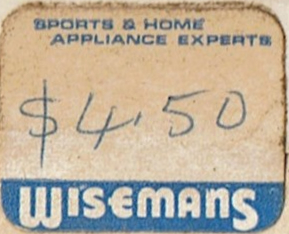 SPORTS & HOME
APPLIANCE EXPERTS
$4.50
WISEMANS